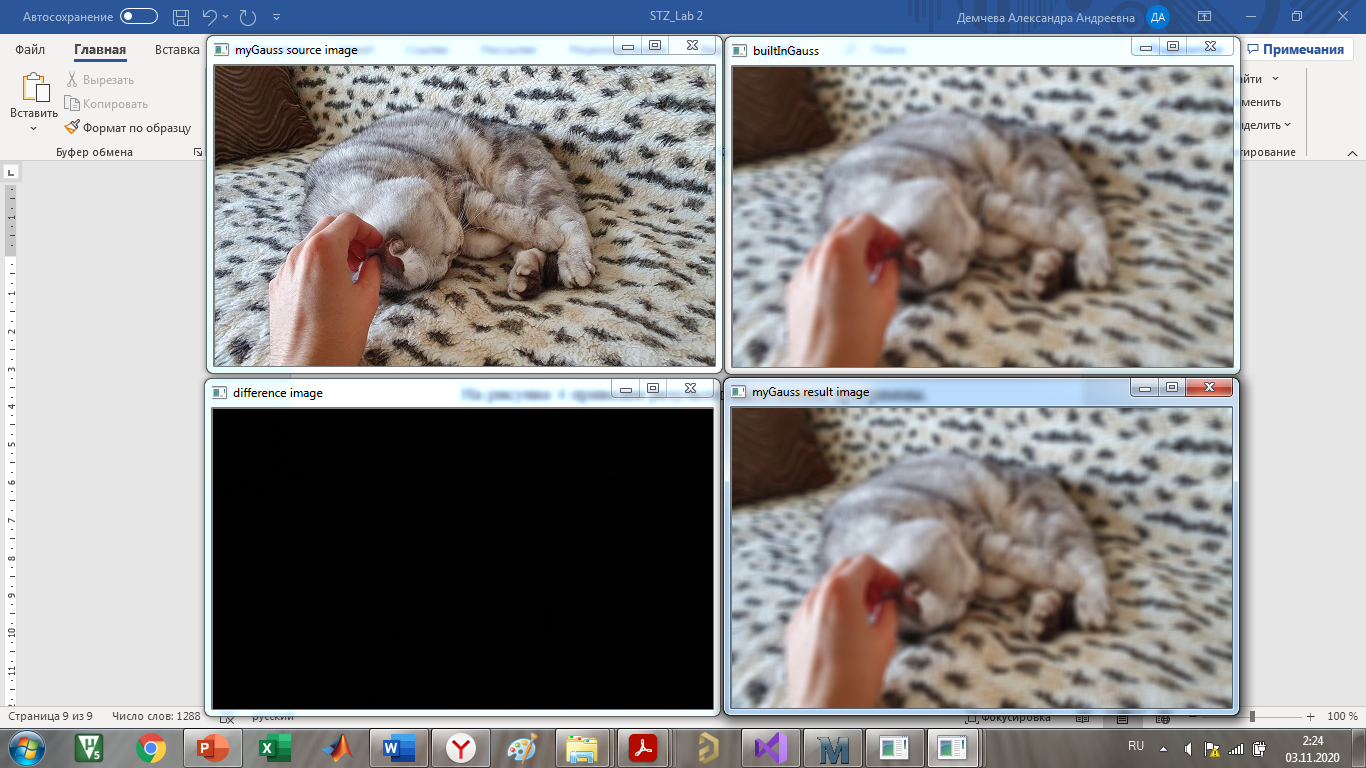 Автосохранение
STZ_Lab 2
Демчева Александра Андреевна
ДА
Файл
Главная
Вставка
Примечания
Вставить
Вырезать
Копировать
Формат по образцу
Буфер обмена
myGauss source image
builtInGauss
difference image
myGauss result image
Страница 9 из 9
Число слов: 1288
русский
Фокусировка
100 %
RU
2:24
03.11.2020